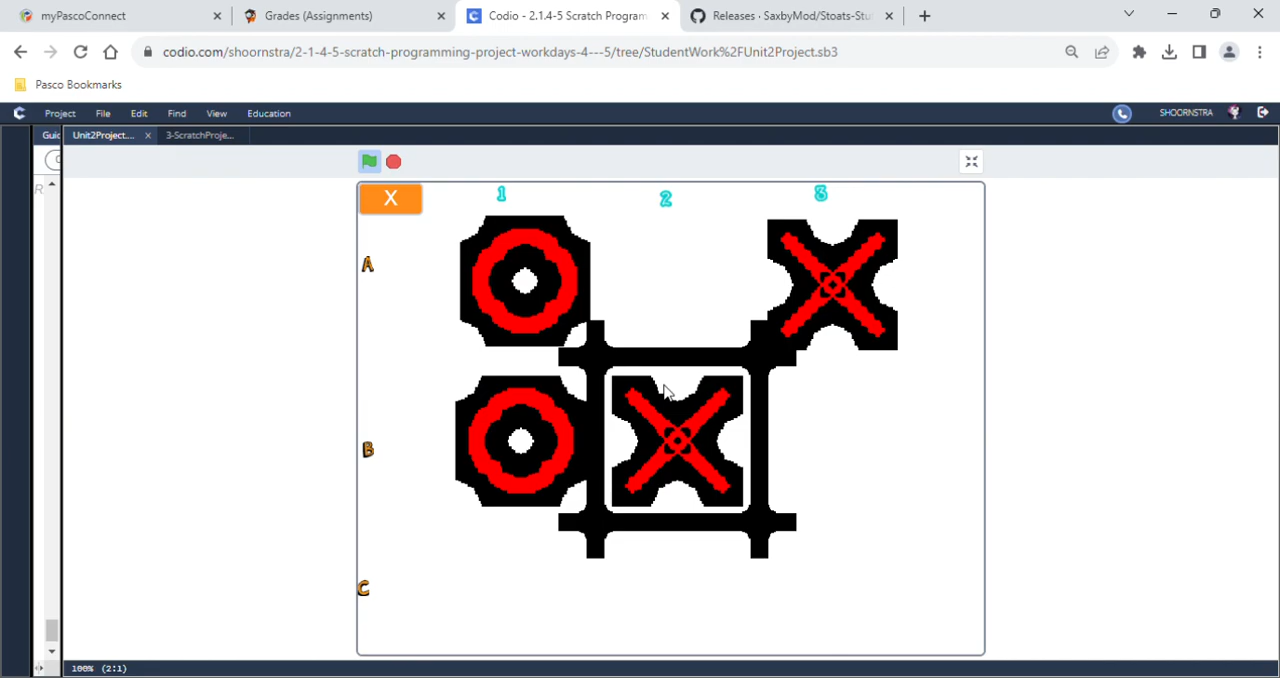 myPascoConnect
Grades (Assignments)
Codio - 2.1.4-5 Scratch Program
Releases · SaxbyMod/Stoats-Stu
codio.com/shoornstra/2-1-4-5-scratch-programming-project-workdays-4---5/tree/StudentWork%2FUnit2Project.sb3
Pasco Bookmarks
Project File Edit Find View Education SHOORNSTRA
Guid Unit2Project.... 3-ScratchProje...
R
X 1 2 3
A
B
C
100% (2:1)